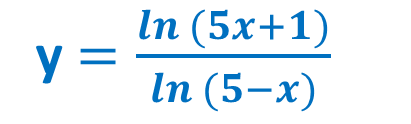 y = ln (5x+1) / ln (5−x)